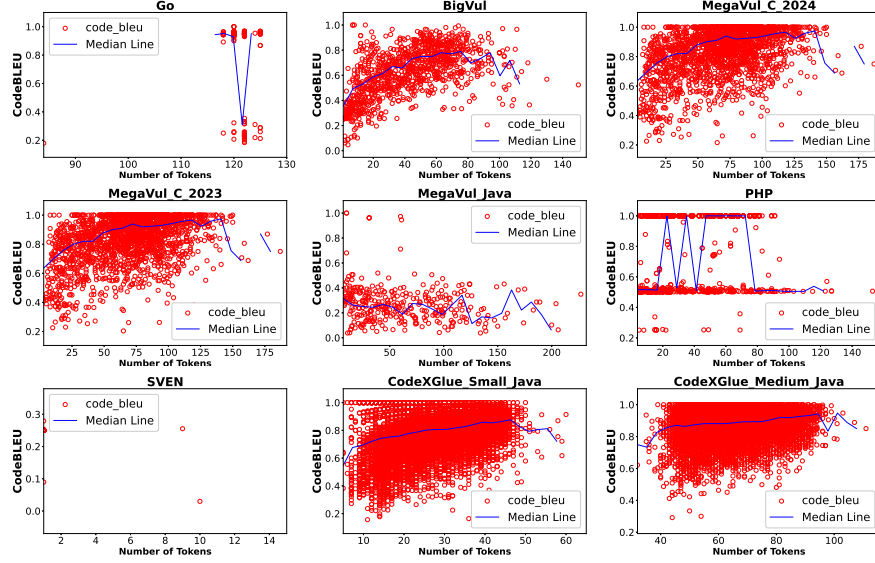 Go
BigVul
MegaVul_C_2024
1.0
0.8
0.6
0.4
0.2
CodeBLEU
code_bleu
Median Line
90
100
110
120
130
Number of Tokens
1.0
0.8
0.6
0.4
0.2
0.0
CodeBLEU
code_bleu
Median Line
20
40
60
80
100
120
140
Number of Tokens
1.0
0.8
0.6
0.4
0.2
CodeBLEU
code_bleu
Median Line
25
50
75
100
125
150
175
Number of Tokens
MegaVul_C_2023
MegaVul_Java
PHP
1.0
0.8
0.6
0.4
0.2
CodeBLEU
code_bleu
Median Line
25
50
75
100
125
150
175
Number of Tokens
1.0
0.8
0.6
0.4
0.2
0.0
CodeBLEU
code_bleu
Median Line
50
100
150
200
Number of Tokens
1.0
0.8
0.6
0.4
0.2
CodeBLEU
code_bleu
Median Line
20
40
60
80
100
120
140
Number of Tokens
SVEN
CodeXGlue_Small_Java
CodeXGlue_Medium_Java
0.3
0.2
0.1
0.0
CodeBLEU
code_bleu
Median Line
2
4
6
8
10
12
14
Number of Tokens
1.0
0.8
0.6
0.4
0.2
CodeBLEU
code_bleu
Median Line
10
20
30
40
50
60
Number of Tokens
1.0
0.8
0.6
0.4
0.2
CodeBLEU
code_bleu
Median Line
40
60
80
100
Number of Tokens